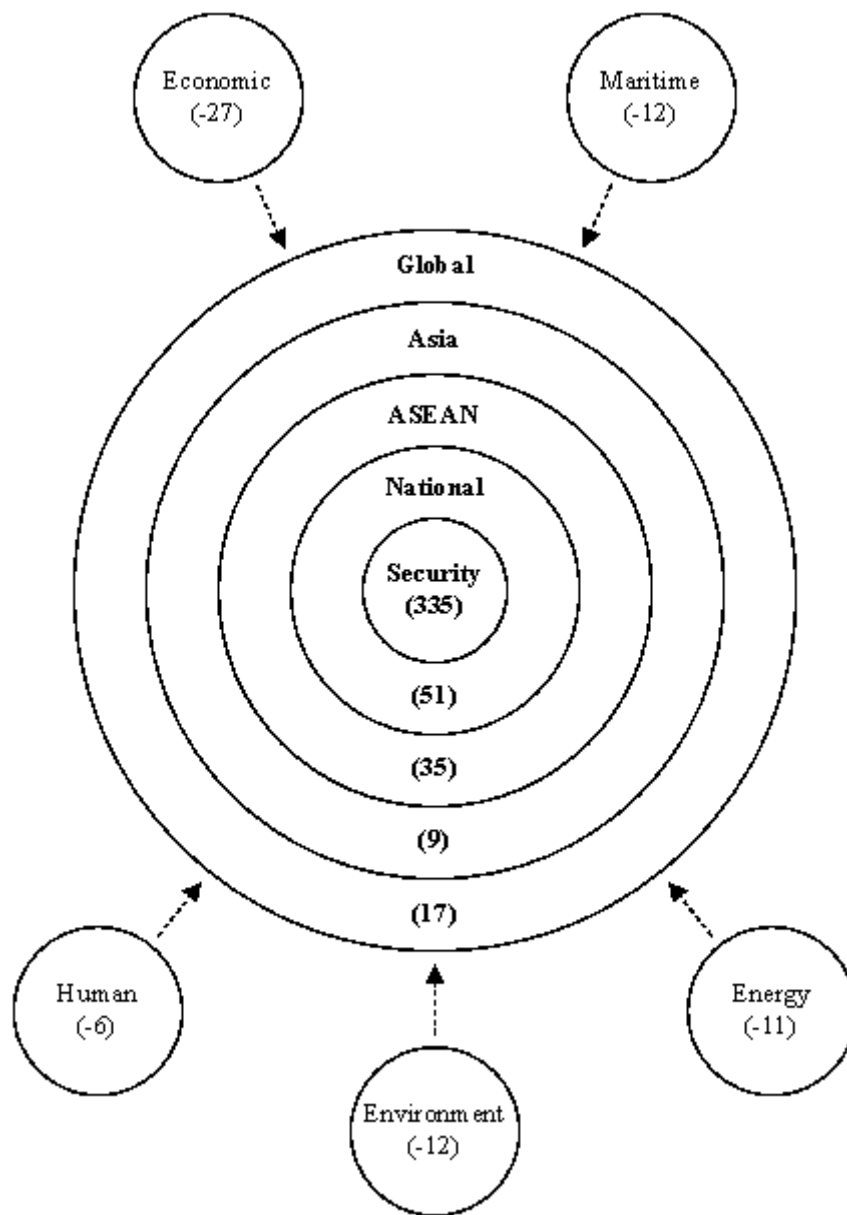 Economic
(-27)
Maritime
(-12)
Global
Asia
ASEAN
National
Security
(335)
(51)
(35)
(9)
(17)
Human
(-6)
Energy
(-11)
Environment
(-12)